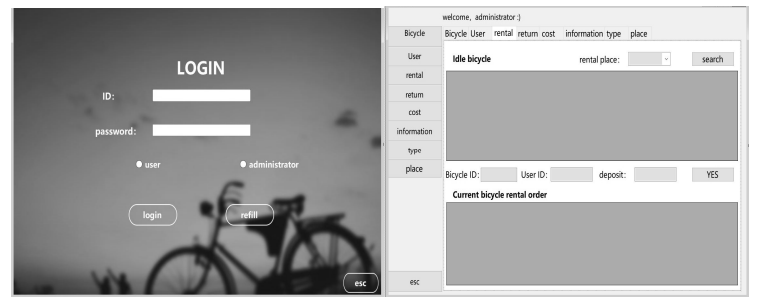 LOGIN
ID:
password:
user administrator
login refill
esc
welcome, administrator :)
Bicycle
User
rental
return
cost
information
type
place
esc
Bicycle User rental return cost information type place
Idle bicycle rental place: search
Bicycle ID: User ID: deposit: YES
Current bicycle rental order